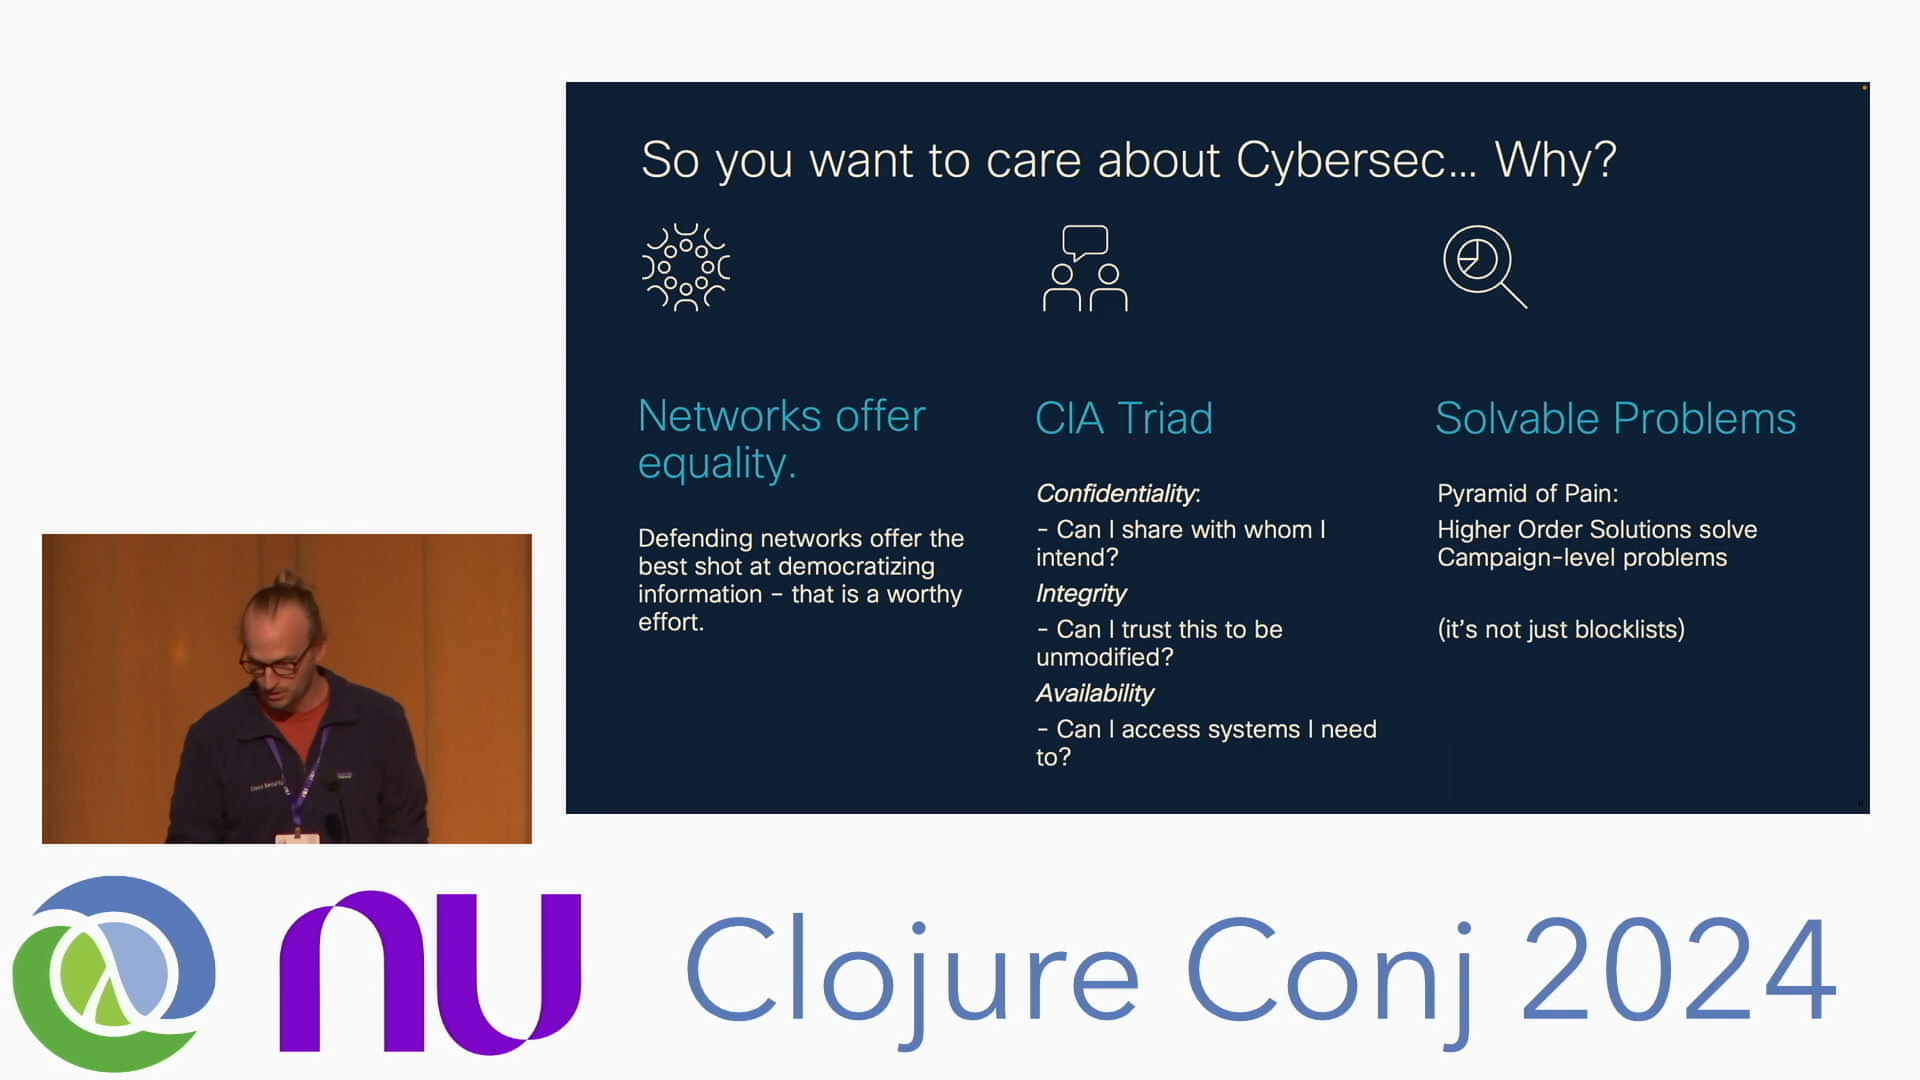 So you want to care about Cybersec... Why?
Networks offer
equality.
Defending networks offer the
best shot at democratizing
information – that is a worthy
effort.
CIA Triad
Confidentiality:
- Can I share with whom I
intend?
Integrity
- Can I trust this to be
unmodified?
Availability
- Can I access systems I need
to?
Solvable Problems
Pyramid of Pain:
Higher Order Solutions solve
Campaign-level problems
(it's not just blocklists)
Cisco Security
nu
Clojure Conj 2024